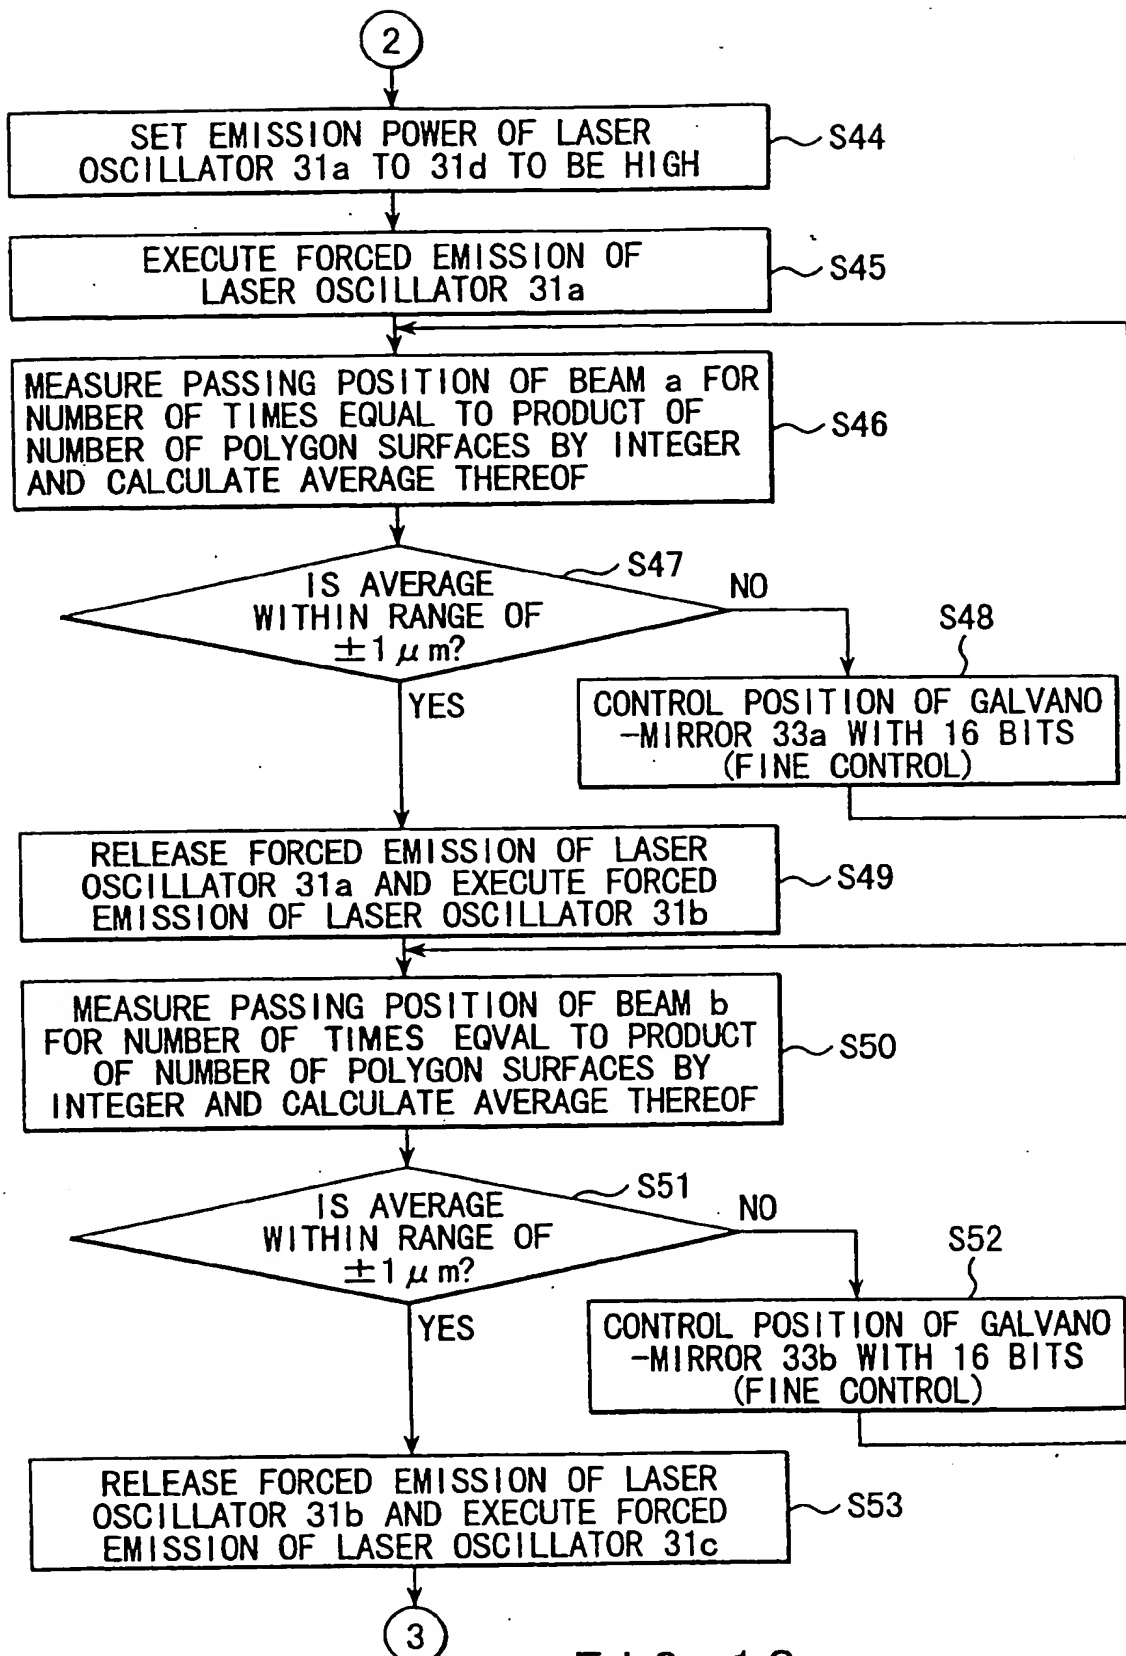 2
SET EMISSION POWER OF LASER
OSCILLATOR 31a TO 31d TO BE HIGH
S44
EXECUTE FORCED EMISSION OF
LASER OSCILLATOR 31a
S45
MEASURE PASSING POSITION OF BEAM a FOR
NUMBER OF TIMES EQUAL TO PRODUCT OF
NUMBER OF POLYGON SURFACES BY INTEGER
AND CALCULATE AVERAGE THEREOF
S46
IS AVERAGE
WITHIN RANGE OF
±1 μm?
S47
NO
YES
S48
CONTROL POSITION OF GALVANO
-MIRROR 33a WITH 16 BITS
(FINE CONTROL)
RELEASE FORCED EMISSION OF LASER
OSCILLATOR 31a AND EXECUTE FORCED
EMISSION OF LASER OSCILLATOR 31b
S49
MEASURE PASSING POSITION OF BEAM b
FOR NUMBER OF TIMES EQVAL TO PRODUCT
OF NUMBER OF POLYGON SURFACES BY
INTEGER AND CALCULATE AVERAGE THEREOF
S50
IS AVERAGE
WITHIN RANGE OF
±1 μm?
S51
NO
YES
S52
CONTROL POSITION OF GALVANO
-MIRROR 33b WITH 16 BITS
(FINE CONTROL)
RELEASE FORCED EMISSION OF LASER
OSCILLATOR 31b AND EXECUTE FORCED
EMISSION OF LASER OSCILLATOR 31c
S53
3